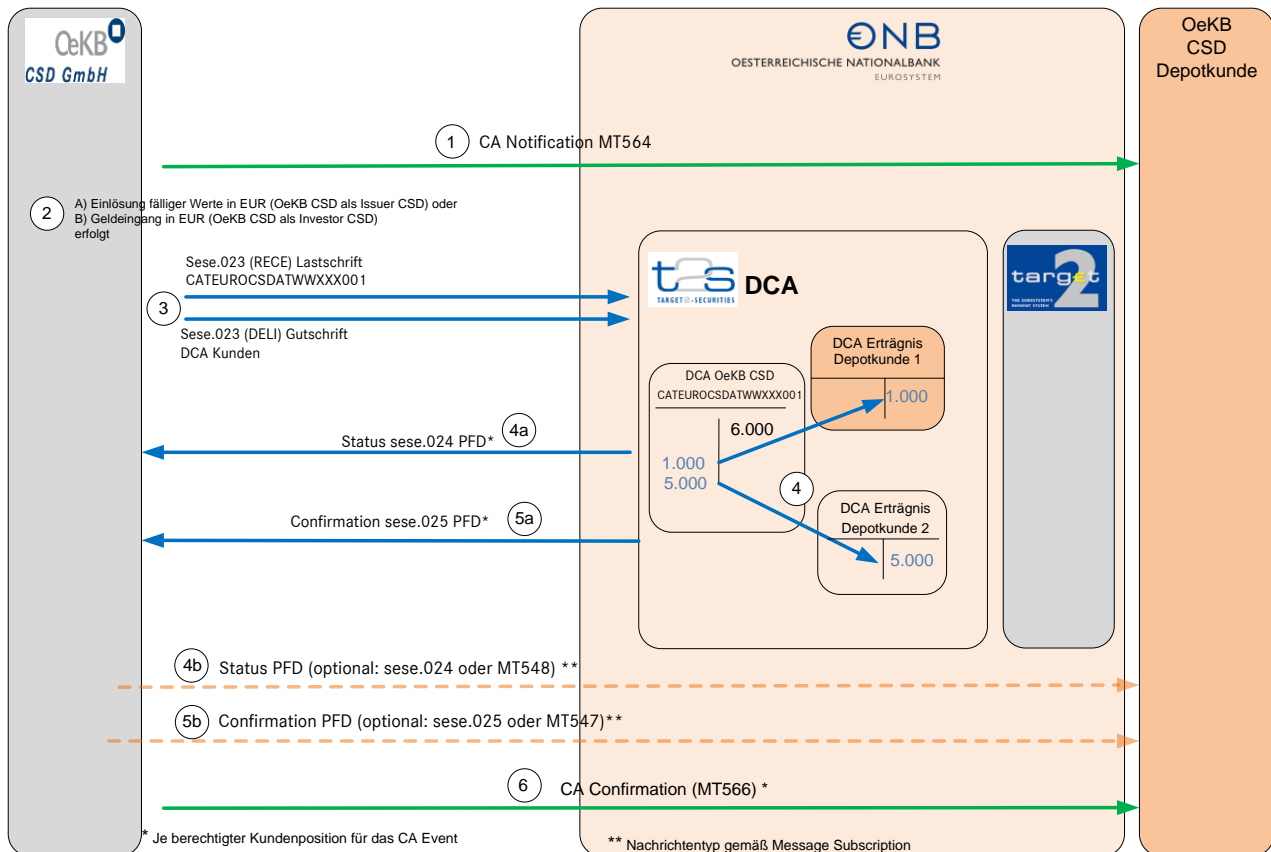 OeKB
CSD GmbH
ONB
OESTERREICHISCHE NATIONALBANK
EUROSYSTEM
OeKB
CSD
Depotkunde
1
CA Notification MT564
2
A) Einlösung fälliger Werte in EUR (OeKB CSD als Issuer CSD) oder
B) Geldeingang in EUR (OeKB CSD als Investor CSD)
erfolgt
Sese.023 (RECE) Lastschrift
CATEUROCSDATWWXXX001
3
Sese.023 (DELI) Gutschrift
DCA Kunden
t2s
TARGET2-SECURITIES
DCA
target
2
THE EUROSYSTEM'S
PAYMENT SYSTEM
DCA Erträgnis
Depotkunde 1
1.000
DCA OeKB CSD
CATEUROCSDATWWXXX001
6.000
1.000
5.000
4
DCA Erträgnis
Depotkunde 2
5.000
Status sese.024 PFD*
4a
Confirmation sese.025 PFD*
5a
4b
Status PFD (optional: sese.024 oder MT548) **
5b
Confirmation PFD (optional: sese.025 oder MT547)**
6
CA Confirmation (MT566) *
* Je berechtigter Kundenposition für das CA Event
** Nachrichtentyp gemäß Message Subscription